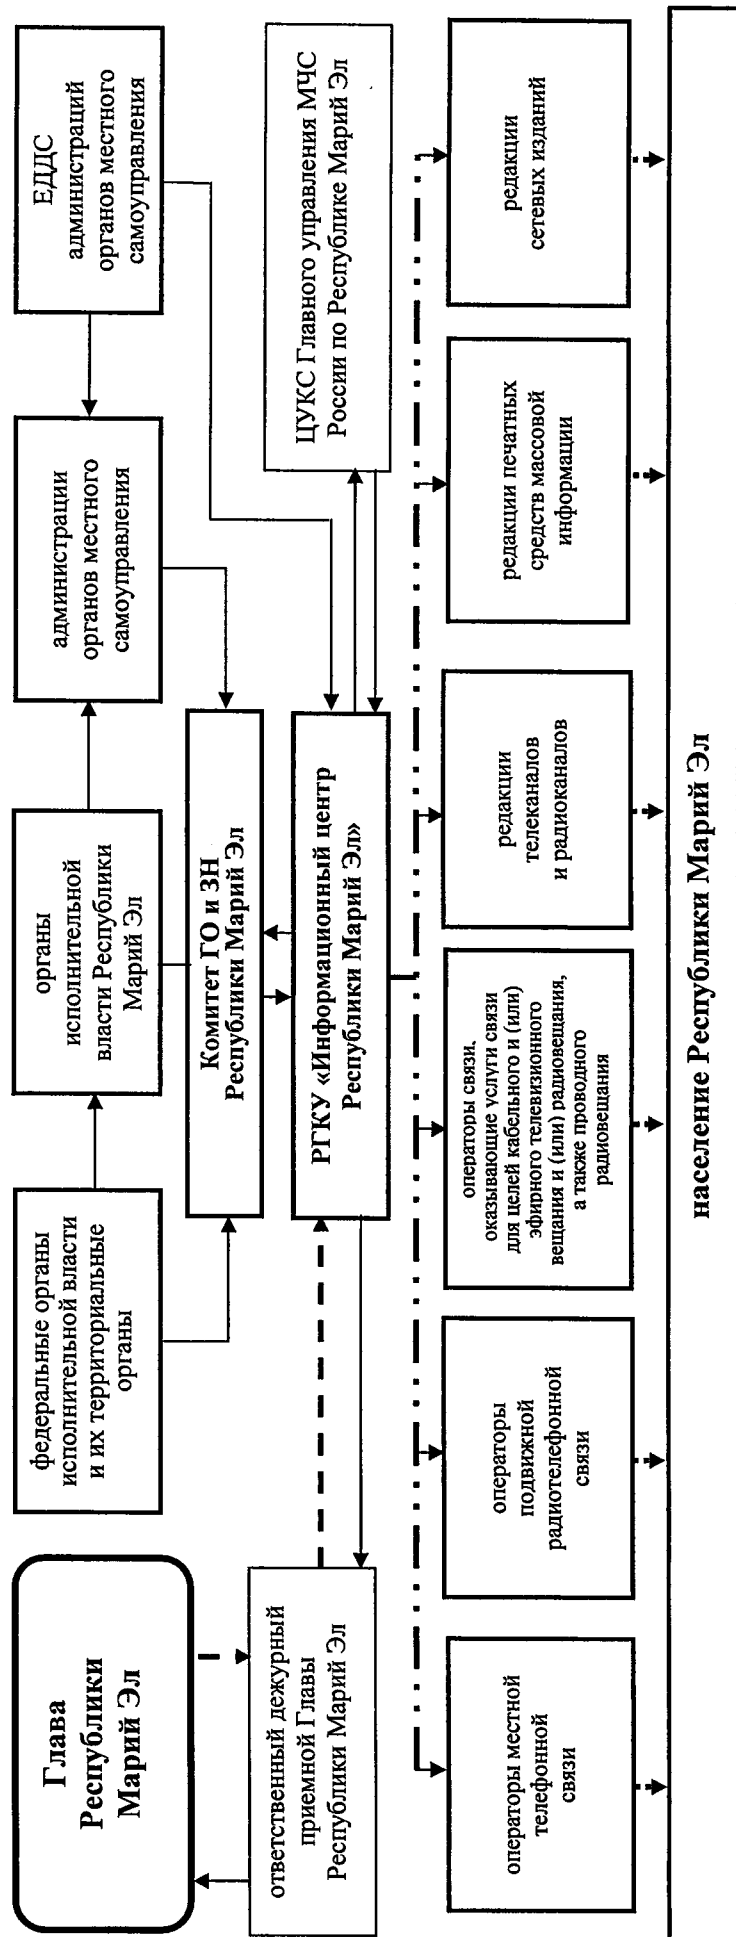 Глава
Республики
Марий Эл
федеральные органы
исполнительной власти
и их территориальные
органы
органы
исполнительной
власти Республики
Марий Эл
администрации
органов местного
самоуправления
ЕДДС
администраций
органов местного
самоуправления
Комитет ГО и ЗН
Республики Марий Эл
ответственный дежурный
приемной Главы
Республики Марий Эл
РГКУ «Информационный центр
Республики Марий Эл»
ЦУКС Главного управления МЧС
России по Республике Марий Эл
операторы местной
телефонной
связи
операторы
подвижной
радиотелефонной
связи
операторы связи.
оказывающие услуги связи
для целей кабельного и (или)
эфирного телевизионного
вещания и (или) радиовещания,
а также проводного
радиовещания
редакции
телеканалов
и радиоканалов
редакции печатных
средств массовой
информации
редакции
сетевых изданий
население Республики Марий Эл